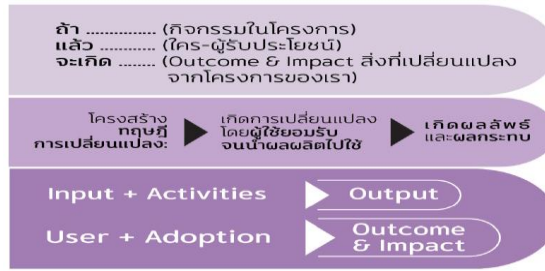 ถ้า ............. (กิจกรรมในโครงการ)
แล้ว ............ (ใคร-ผู้รับประโยชน์)
จะเกิด ........ (Outcome & Impact สิ่งที่เปลี่ยนแปลง
จากโครงการของเรา)
โครงสร้าง
ทฤษฎี
การเปลี่ยนแปลง:
เกิดการเปลี่ยนแปลง
โดยผู้ใช้ยอมรับ
จนนำผลผลิตไปใช้
เกิดผลลัพธ์
และผลกระทบ
Input + Activities
Output
User + Adoption
Outcome
& Impact